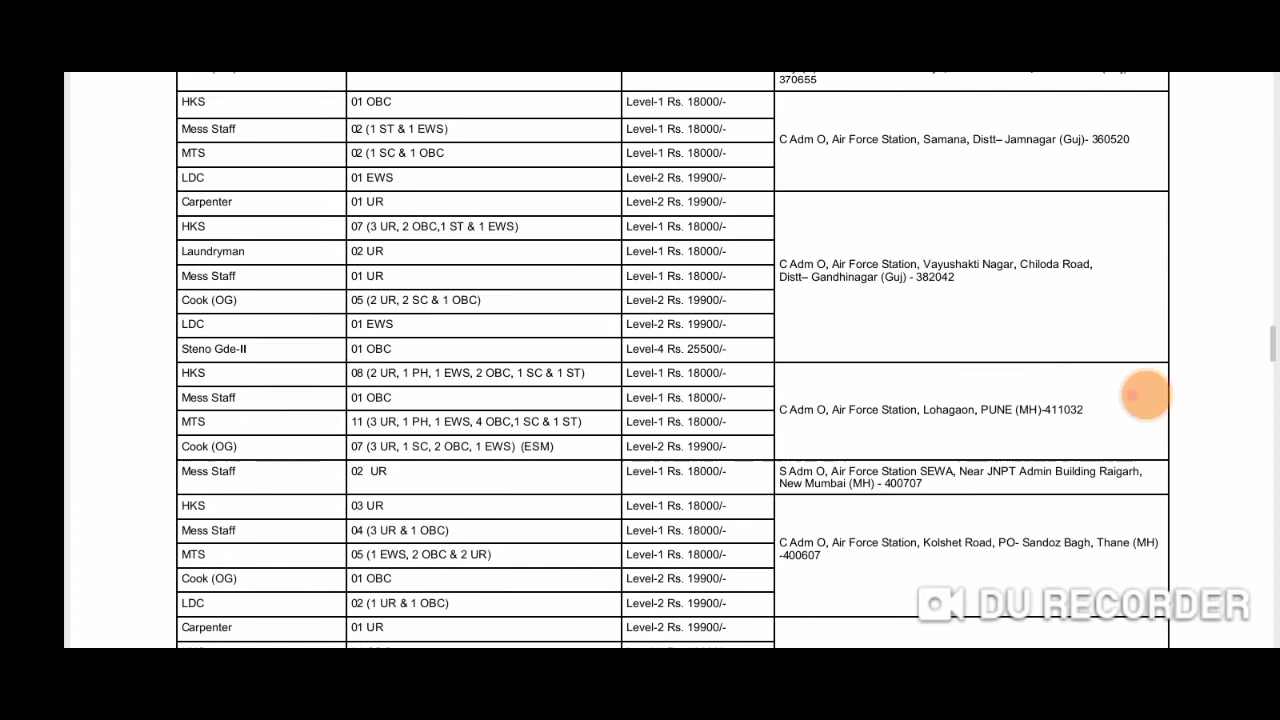 370655
HKS 01 OBC Level-1 Rs. 18000/-
Mess Staff 02 (1 ST & 1 EWS) Level-1 Rs. 18000/-
C Adm O, Air Force Station, Samana, Distt– Jamnagar (Guj)- 360520
MTS 02 (1 SC & 1 OBC Level-1 Rs. 18000/-
LDC 01 EWS Level-2 Rs. 19900/-
Carpenter 01 UR Level-2 Rs. 19900/-
HKS 07 (3 UR, 2 OBC,1 ST & 1 EWS) Level-1 Rs. 18000/-
Laundryman 02 UR Level-1 Rs. 18000/-
C Adm O, Air Force Station, Vayushakti Nagar, Chiloda Road,
Distt– Gandhinagar (Guj) - 382042
Mess Staff 01 UR Level-1 Rs. 18000/-
Cook (OG) 05 (2 UR, 2 SC & 1 OBC) Level-2 Rs. 19900/-
LDC 01 EWS Level-2 Rs. 19900/-
Steno Gde-II 01 OBC Level-4 Rs. 25500/-
HKS 08 (2 UR, 1 PH, 1 EWS, 2 OBC, 1 SC & 1 ST) Level-1 Rs. 18000/-
Mess Staff 01 OBC Level-1 Rs. 18000/-
C Adm O, Air Force Station, Lohagaon, PUNE (MH)-411032
MTS 11 (3 UR, 1 PH, 1 EWS, 4 OBC,1 SC & 1 ST) Level-1 Rs. 18000/-
Cook (OG) 07 (3 UR, 1 SC, 2 OBC, 1 EWS) (ESM) Level-2 Rs. 19900/-
Mess Staff 02 UR Level-1 Rs. 18000/- S Adm O, Air Force Station SEWA, Near JNPT Admin Building Raigarh,
New Mumbai (MH) - 400707
HKS 03 UR Level-1 Rs. 18000/-
Mess Staff 04 (3 UR & 1 OBC) Level-1 Rs. 18000/-
C Adm O, Air Force Station, Kolshet Road, PO- Sandoz Bagh, Thane (MH)
-400607
MTS 05 (1 EWS, 2 OBC & 2 UR) Level-1 Rs. 18000/-
Cook (OG) 01 OBC Level-2 Rs. 19900/-
LDC 02 (1 UR & 1 OBC) Level-2 Rs. 19900/-
DU RECORDER
Carpenter 01 UR Level-2 Rs. 19900/-